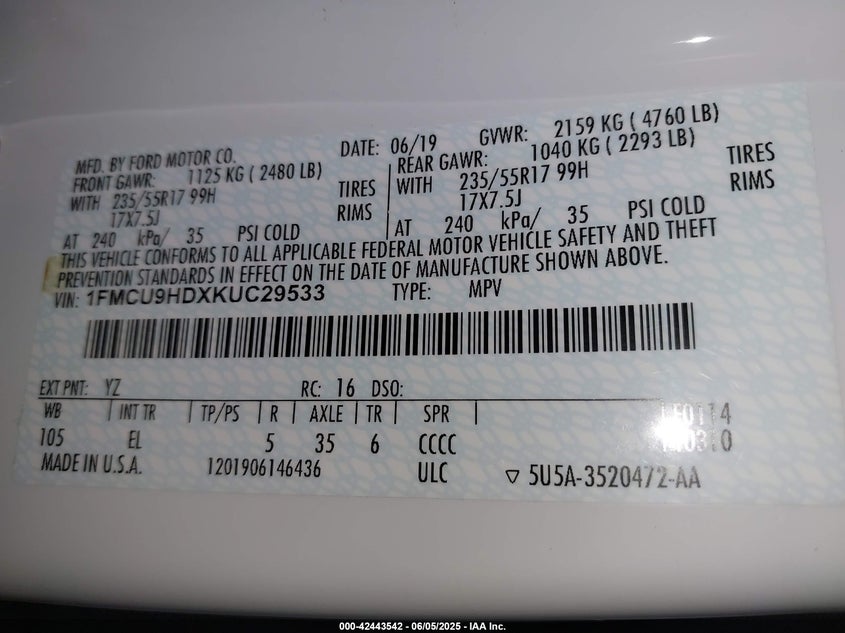 MFD. BY FORD MOTOR CO. DATE: 06/19 GVWR: 2159 KG ( 4760 LB)
FRONT GAWR: 1125 KG ( 2480 LB) REAR GAWR: 1040 KG ( 2293 LB)
WITH 235/55R17 99H TIRES WITH 235/55R17 99H TIRES
17X7.5J RIMS 17X7.5J RIMS
AT 240 kPa/ 35 PSI COLD AT 240 kPa/ 35 PSI COLD
THIS VEHICLE CONFORMS TO ALL APPLICABLE FEDERAL MOTOR VEHICLE SAFETY AND THEFT
PREVENTION STANDARDS IN EFFECT ON THE DATE OF MANUFACTURE SHOWN ABOVE.
VIN: 1FMCU9HDXKUC29533 TYPE: MPV
EXT PNT: YZ RC: 16 DSO:
WB INT TR TP/PS R AXLE TR SPR
105 EL 5 35 6 CCCC
MADE IN U.S.A. 1201906146436 ULC ▽ 5U5A-3520472-AA
000-42443542 - 06/05/2025 - IAA Inc.